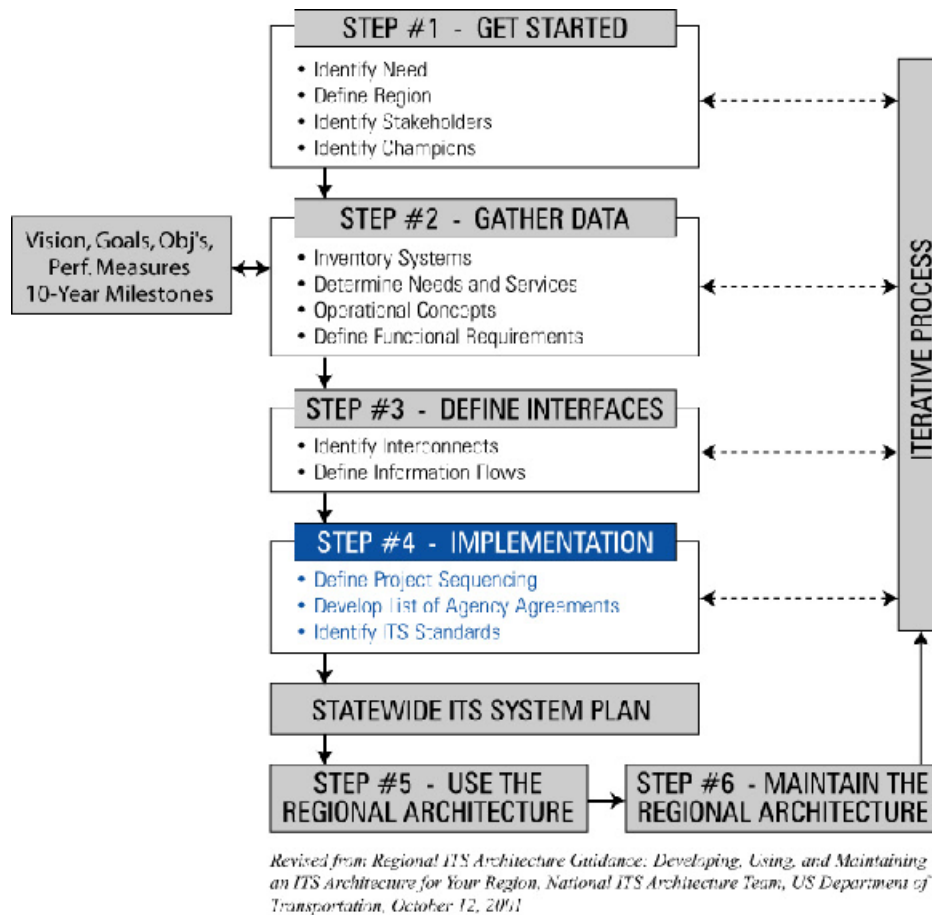 STEP #1 - GET STARTED
• Identify Need
• Define Region
• Identify Stakeholders
• Identify Champions
STEP #2 - GATHER DATA
• Inventory Systems
• Determine Needs and Services
• Operational Concepts
• Define Functional Requirements
Vision, Goals, Obj's,
Perf. Measures
10-Year Milestones
STEP #3 - DEFINE INTERFACES
• Identify Interconnects
• Define Information Flows
STEP #4 - IMPLEMENTATION
• Define Project Sequencing
• Develop List of Agency Agreements
• Identify ITS Standards
ITERATIVE PROCESS
STATEWIDE ITS SYSTEM PLAN
STEP #5 - USE THE
REGIONAL ARCHITECTURE
STEP #6 - MAINTAIN THE
REGIONAL ARCHITECTURE
Revised from Regional ITS Architecture Guidance: Developing, Using, and Maintaining
an ITS Architecture for Your Region, National ITS Architecture Team, US Department of
Transportation, October 12, 2001